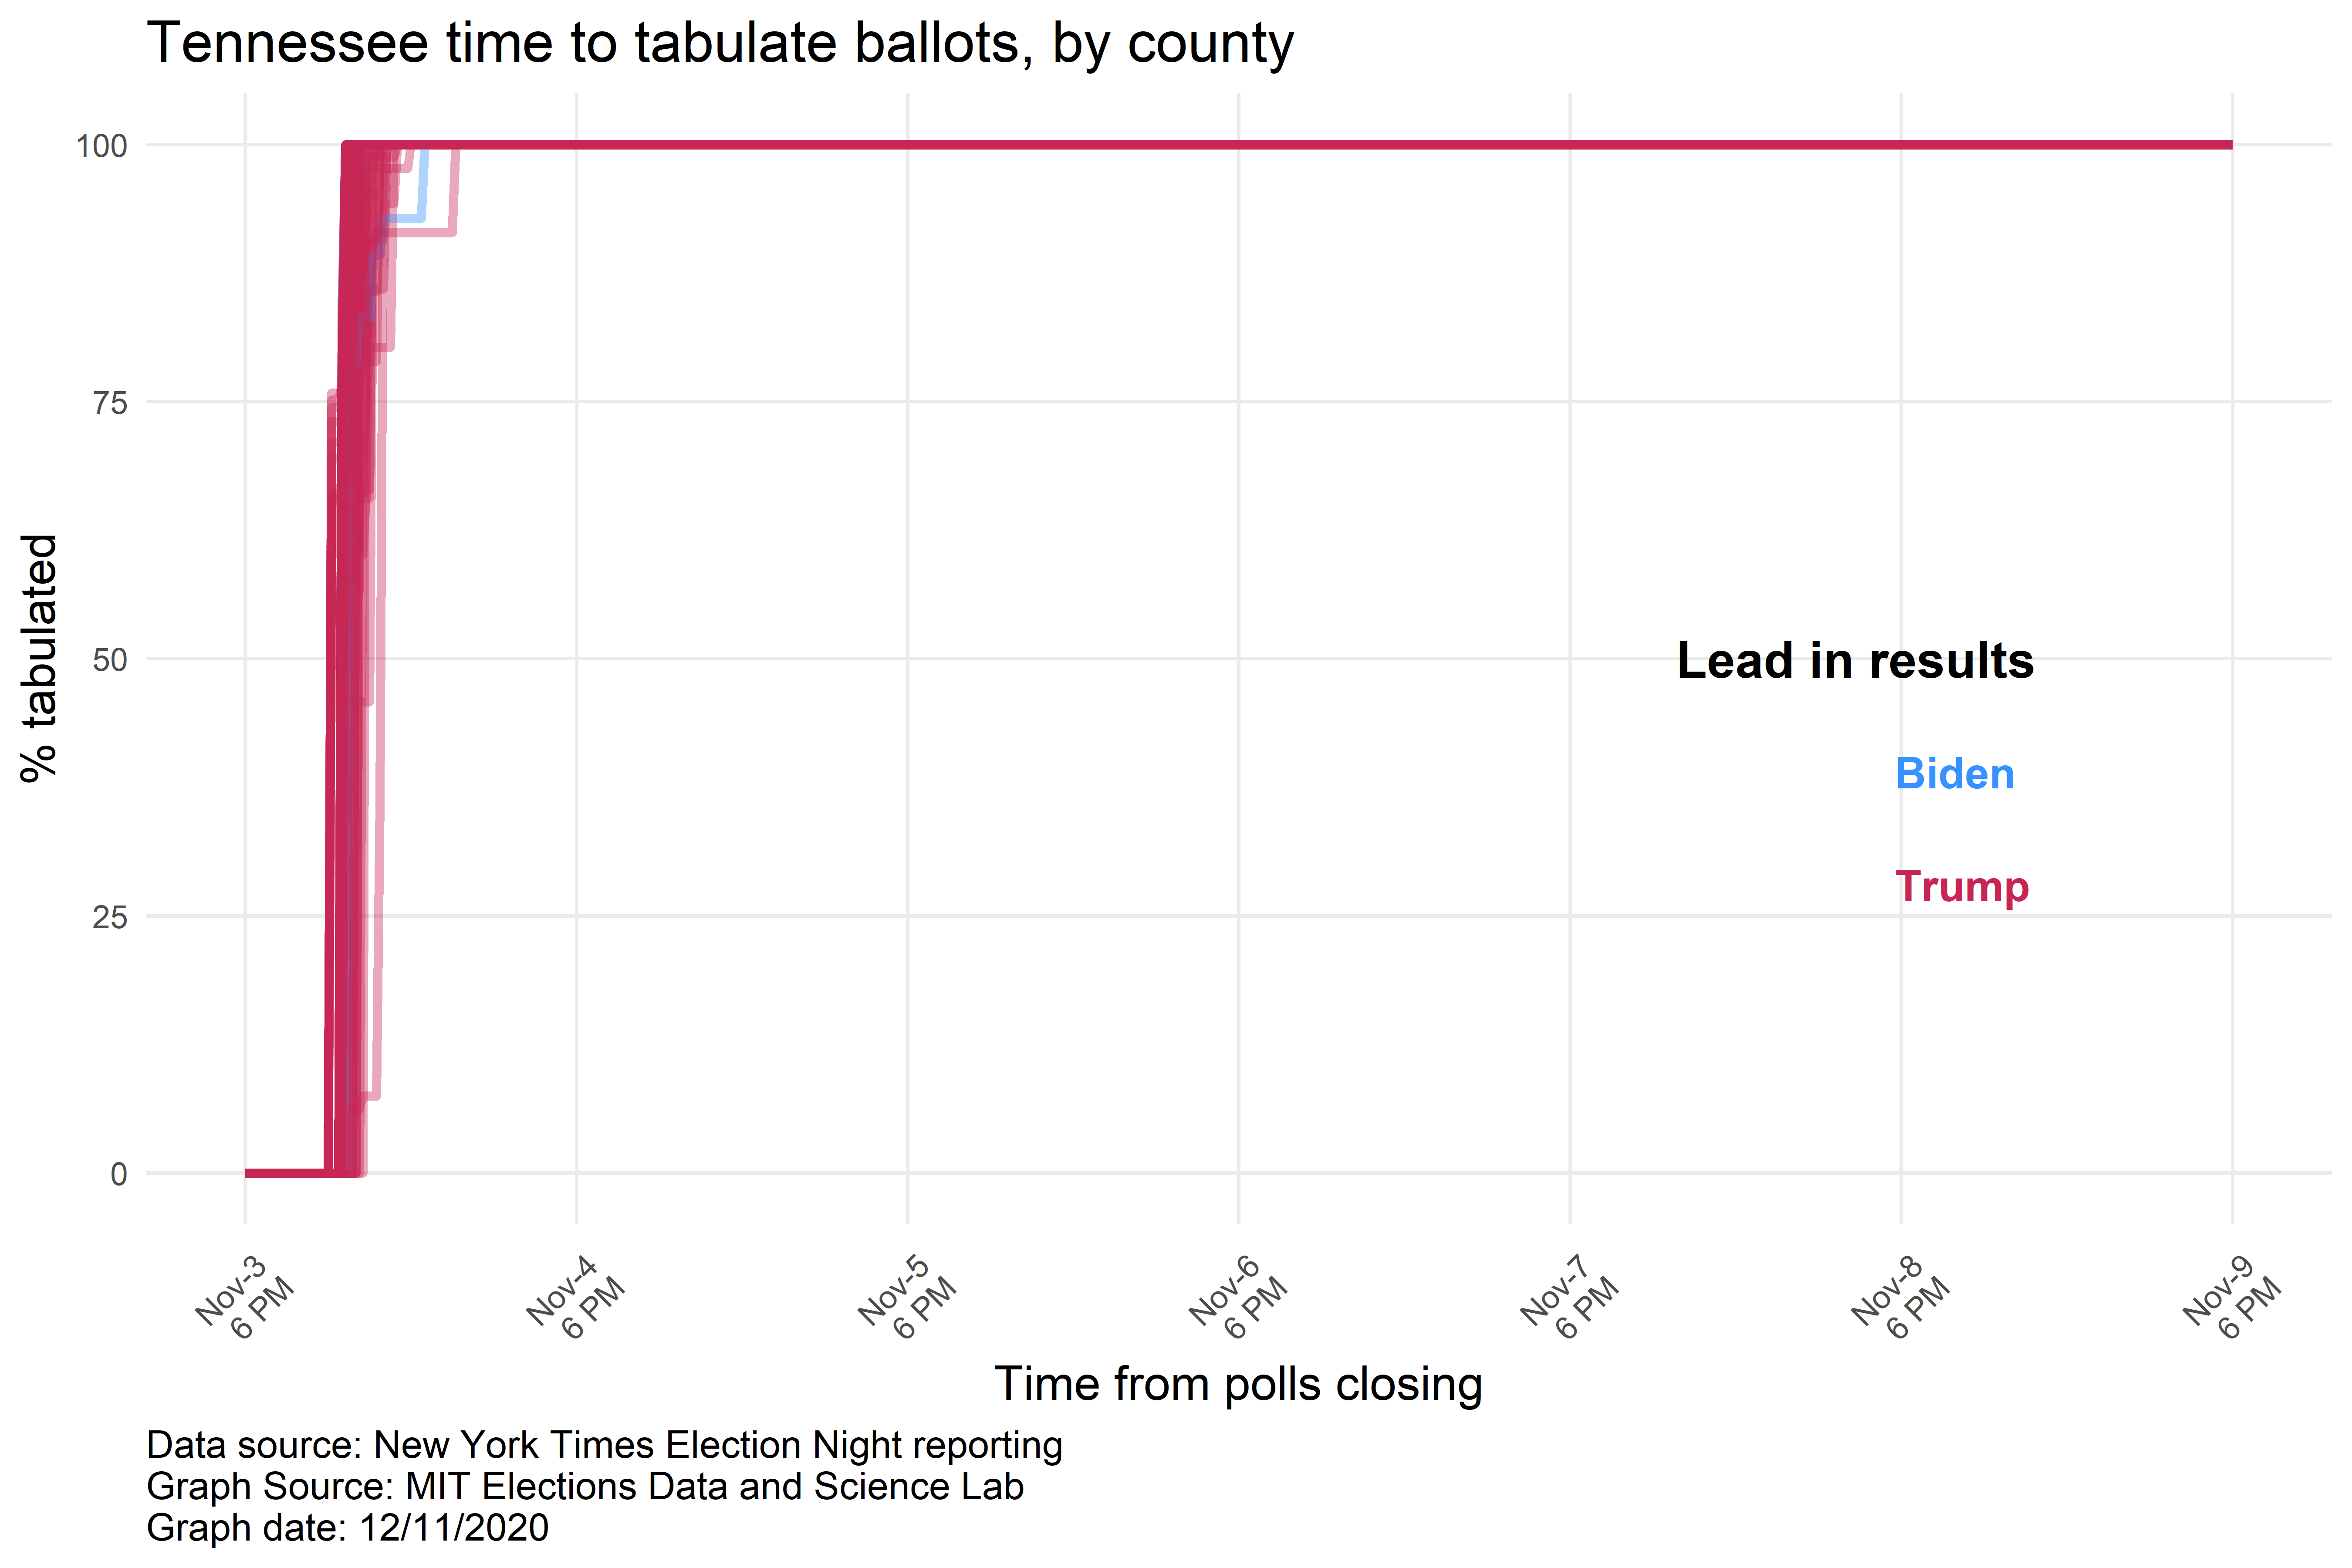 Tennessee time to tabulate ballots, by county
% tabulated
100
75
50
25
0
Lead in results
Biden
Trump
Nov-3
6 PM
Nov-4
6 PM
Nov-5
6 PM
Nov-6
6 PM
Nov-7
6 PM
Nov-8
6 PM
Nov-9
6 PM
Time from polls closing
Data source: New York Times Election Night reporting
Graph Source: MIT Elections Data and Science Lab
Graph date: 12/11/2020